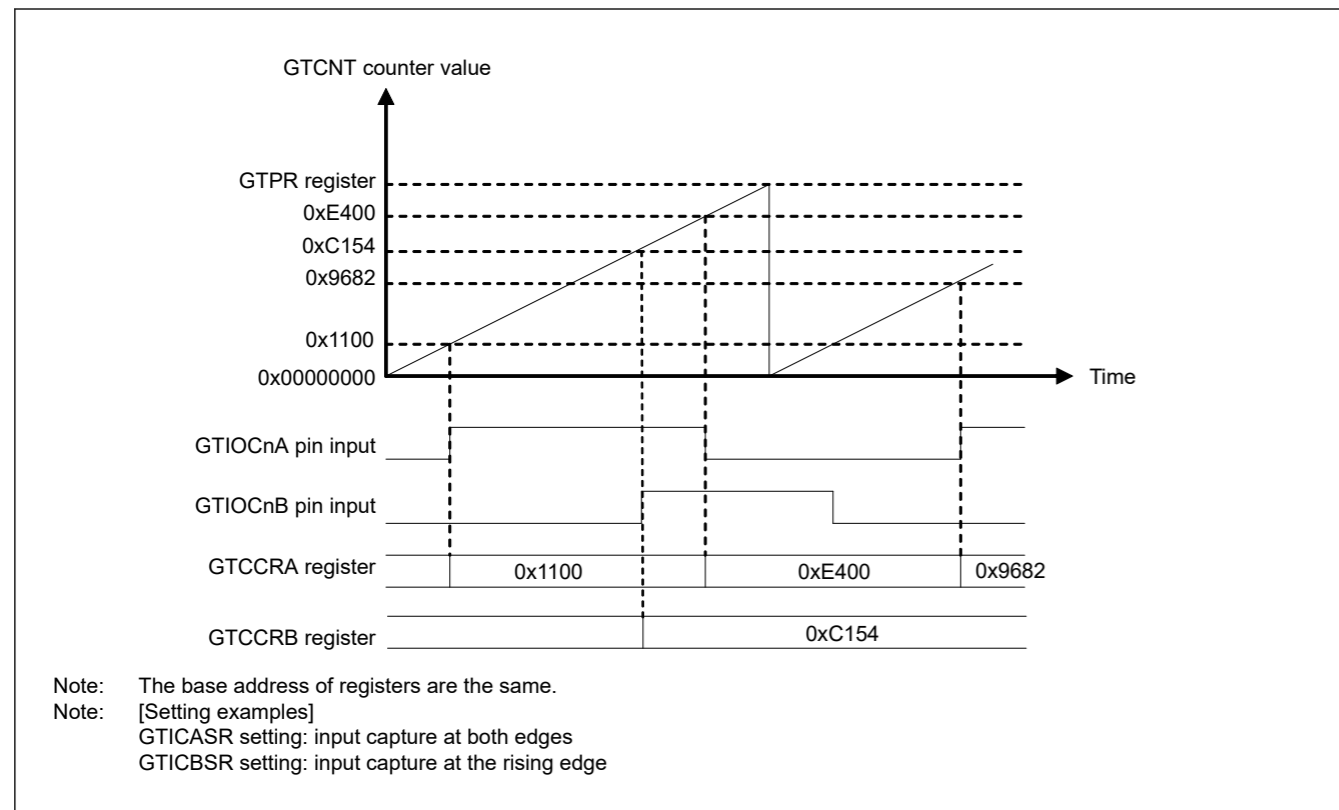 GTCNT counter value
GTPR register
0xE400
0xC154
0x9682
0x1100
0x00000000
Time
GTIOCnA pin input
GTIOCnB pin input
GTCCRA register
0x1100
0xE400
0x9682
GTCCRB register
0xC154
Note: The base address of registers are the same.
Note: [Setting examples]
GTICASR setting: input capture at both edges
GTICBSR setting: input capture at the rising edge